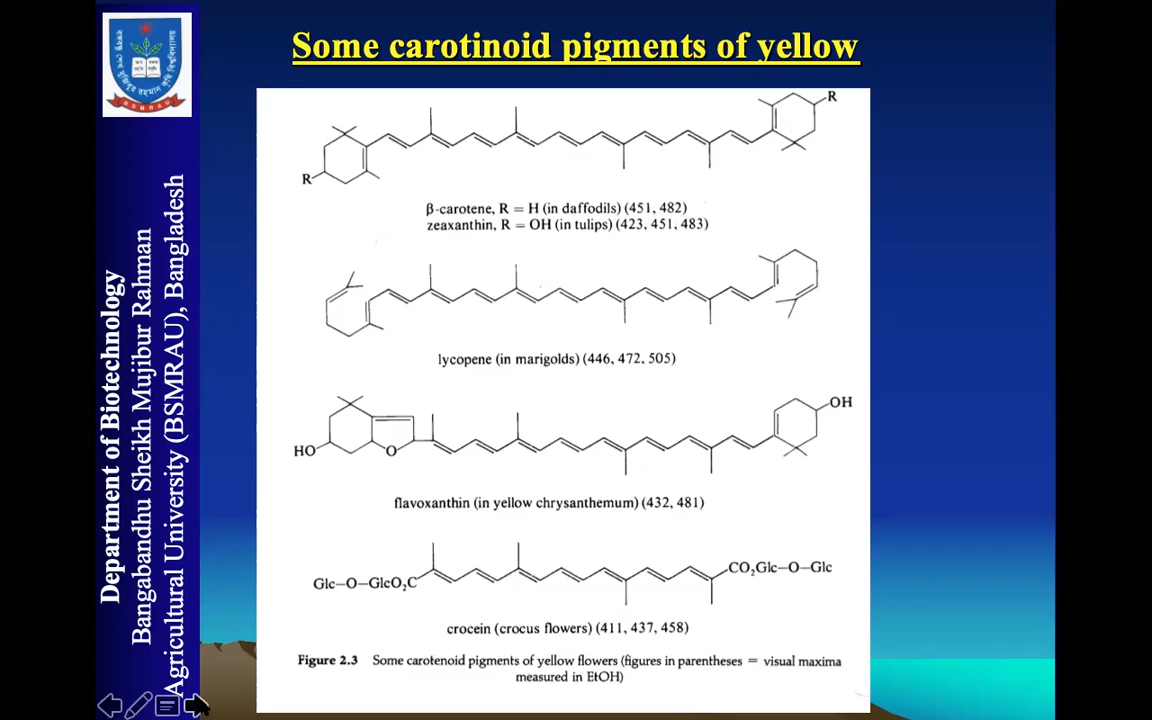 Some carotinoid pigments of yellow
Department of Biotechnology
Bangabandhu Sheikh Mujibur Rahman
Agricultural University (BSMRAU), Bangladesh
BSMRAU
R
R
β-carotene, R = H (in daffodils) (451, 482)
zeaxanthin, R = OH (in tulips) (423, 451, 483)
lycopene (in marigolds) (446, 472, 505)
OH
HO
O
flavoxanthin (in yellow chrysanthemum) (432, 481)
CO₂Glc–O–Glc
Glc–O–GlcO₂C
crocein (crocus flowers) (411, 437, 458)
Figure 2.3 Some carotenoid pigments of yellow flowers (figures in parentheses = visual maxima
measured in EtOH)